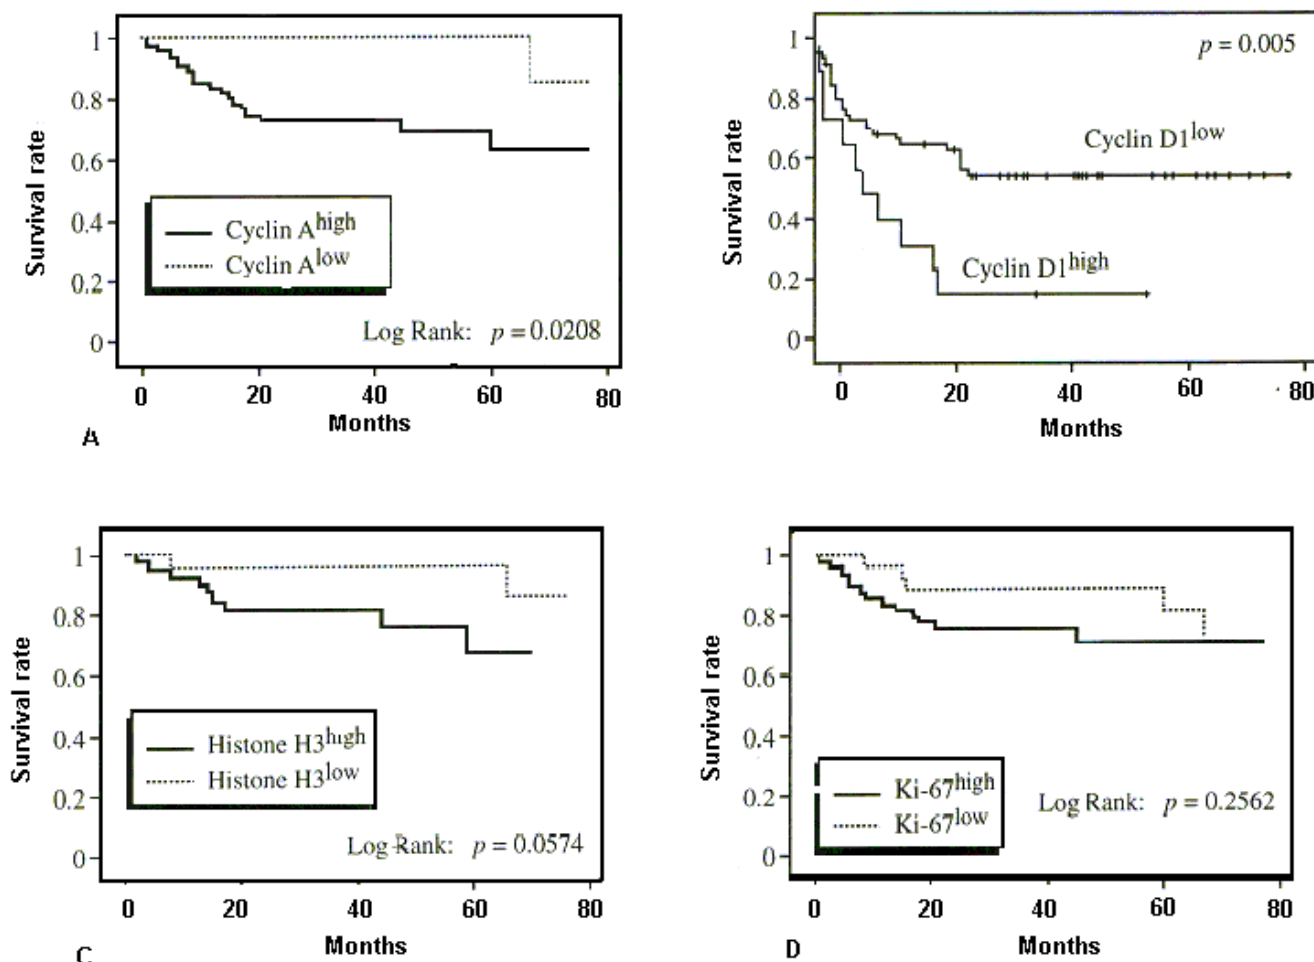 Survival rate
1
0.8
0.6
0.4
0.2
0
Cyclin A high
Cyclin A low
Log Rank: p = 0.0208
0 20 40 60 80
Months
A
Survival rate
1
0.8
0.6
0.4
0.2
0
p = 0.005
Cyclin D1 low
Cyclin D1 high
0 20 40 60 80
Months
Survival rate
1
0.8
0.6
0.4
0.2
0
Histone H3 high
Histone H3 low
Log Rank: p = 0.0574
0 20 40 60 80
Months
C
Survival rate
1
0.8
0.6
0.4
0.2
0
Ki-67 high
Ki-67 low
Log Rank: p = 0.2562
0 20 40 60 80
Months
D